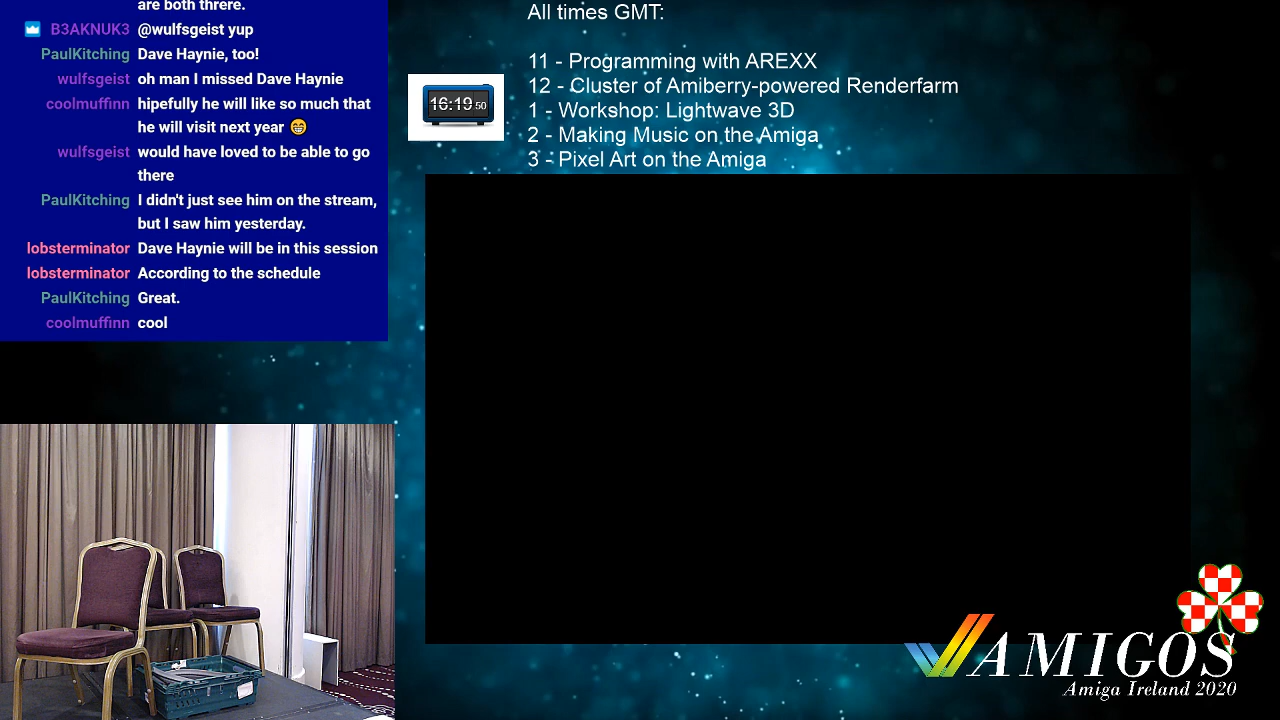 are both threre.
B3AKNUK3 @wulfsgeist yup
PaulKitching Dave Haynie, too!
wulfsgeist oh man I missed Dave Haynie
coolmuffinn hipefully he will like so much that
he will visit next year 😁
wulfsgeist would have loved to be able to go
there
PaulKitching I didn't just see him on the stream,
but I saw him yesterday.
lobsterminator Dave Haynie will be in this session
lobsterminator According to the schedule
PaulKitching Great.
coolmuffinn cool
16:19 50
All times GMT:
11 - Programming with AREXX
12 - Cluster of Amiberry-powered Renderfarm
1 - Workshop: Lightwave 3D
2 - Making Music on the Amiga
3 - Pixel Art on the Amiga
AMIGOS
Amiga Ireland 2020